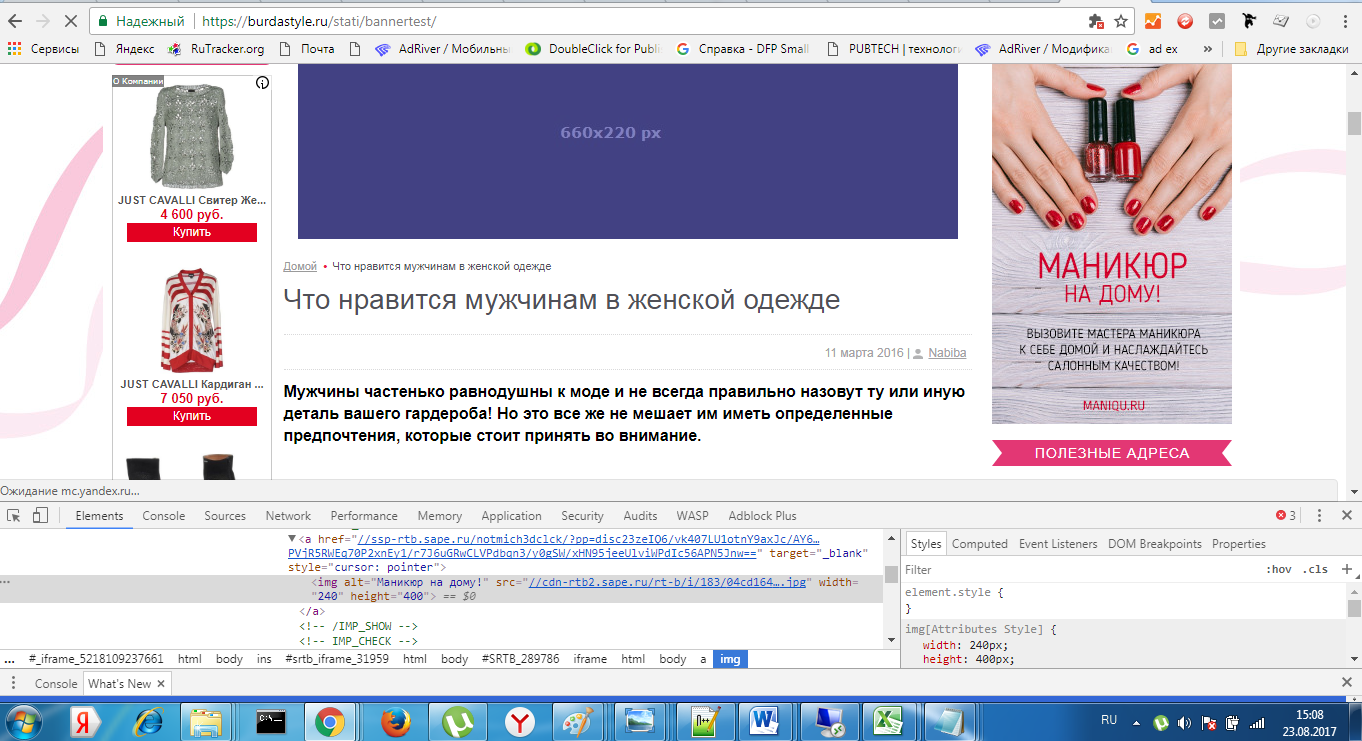 Надежный
https://burdastyle.ru/stati/bannertest/
Сервисы
Яндекс
RuTracker.org
Почта
AdRiver / Мобильны
DoubleClick for Publi
Справка - DFP Small
PUBTECH | технологи
AdRiver / Модифика
ad ex
»
Другие закладки
О Компании
JUST CAVALLI Свитер Же...
4 600 руб.
Купить
JUST CAVALLI Кардиган ...
7 050 руб.
Купить
660x220 px
Домой • Что нравится мужчинам в женской одежде
Что нравится мужчинам в женской одежде
11 марта 2016 | Nabiba
Мужчины частенько равнодушны к моде и не всегда правильно назовут ту или иную
деталь вашего гардероба! Но это все же не мешает им иметь определенные
предпочтения, которые стоит принять во внимание.
МАНИКЮР
НА ДОМУ!
ВЫЗОВИТЕ МАСТЕРА МАНИКЮРА
К СЕБЕ ДОМОЙ И НАСЛАЖДАЙТЕСЬ
САЛОННЫМ КАЧЕСТВОМ!
MANIQU.RU
ПОЛЕЗНЫЕ АДРЕСА
Ожидание mc.yandex.ru...
Elements Console Sources Network Performance Memory Application Security Audits WASP Adblock Plus
3
<a href="//ssp-rtb.sape.ru/notmich3dclck/?pp=disc23zeIO6/vk407LU1otnY9axJc/AY6…
PVjR5RWEq70P2xnEy1/r7J6uGRwCLVPdbqn3/y0gSW/xHN95jeeUlviWPdIc56APN5Jnw==" target="_blank"
style="cursor: pointer">
<img alt="Маникюр на дому!" src="//cdn-rtb2.sape.ru/rt-b/i/183/04cd164….jpg" width=
"240" height="400"> == $0
</a>
<!-- /IMP_SHOW -->
<!-- IMP_CHECK -->
... #_iframe_5218109237661 html body ins #srtb_iframe_31959 html body #SRTB_289786 iframe html body a img
Styles Computed Event Listeners DOM Breakpoints Properties
Filter
:hov .cls +
element.style {
}
img[Attributes Style] {
width: 240px;
height: 400px;
Console What's New
RU
15:08
23.08.2017